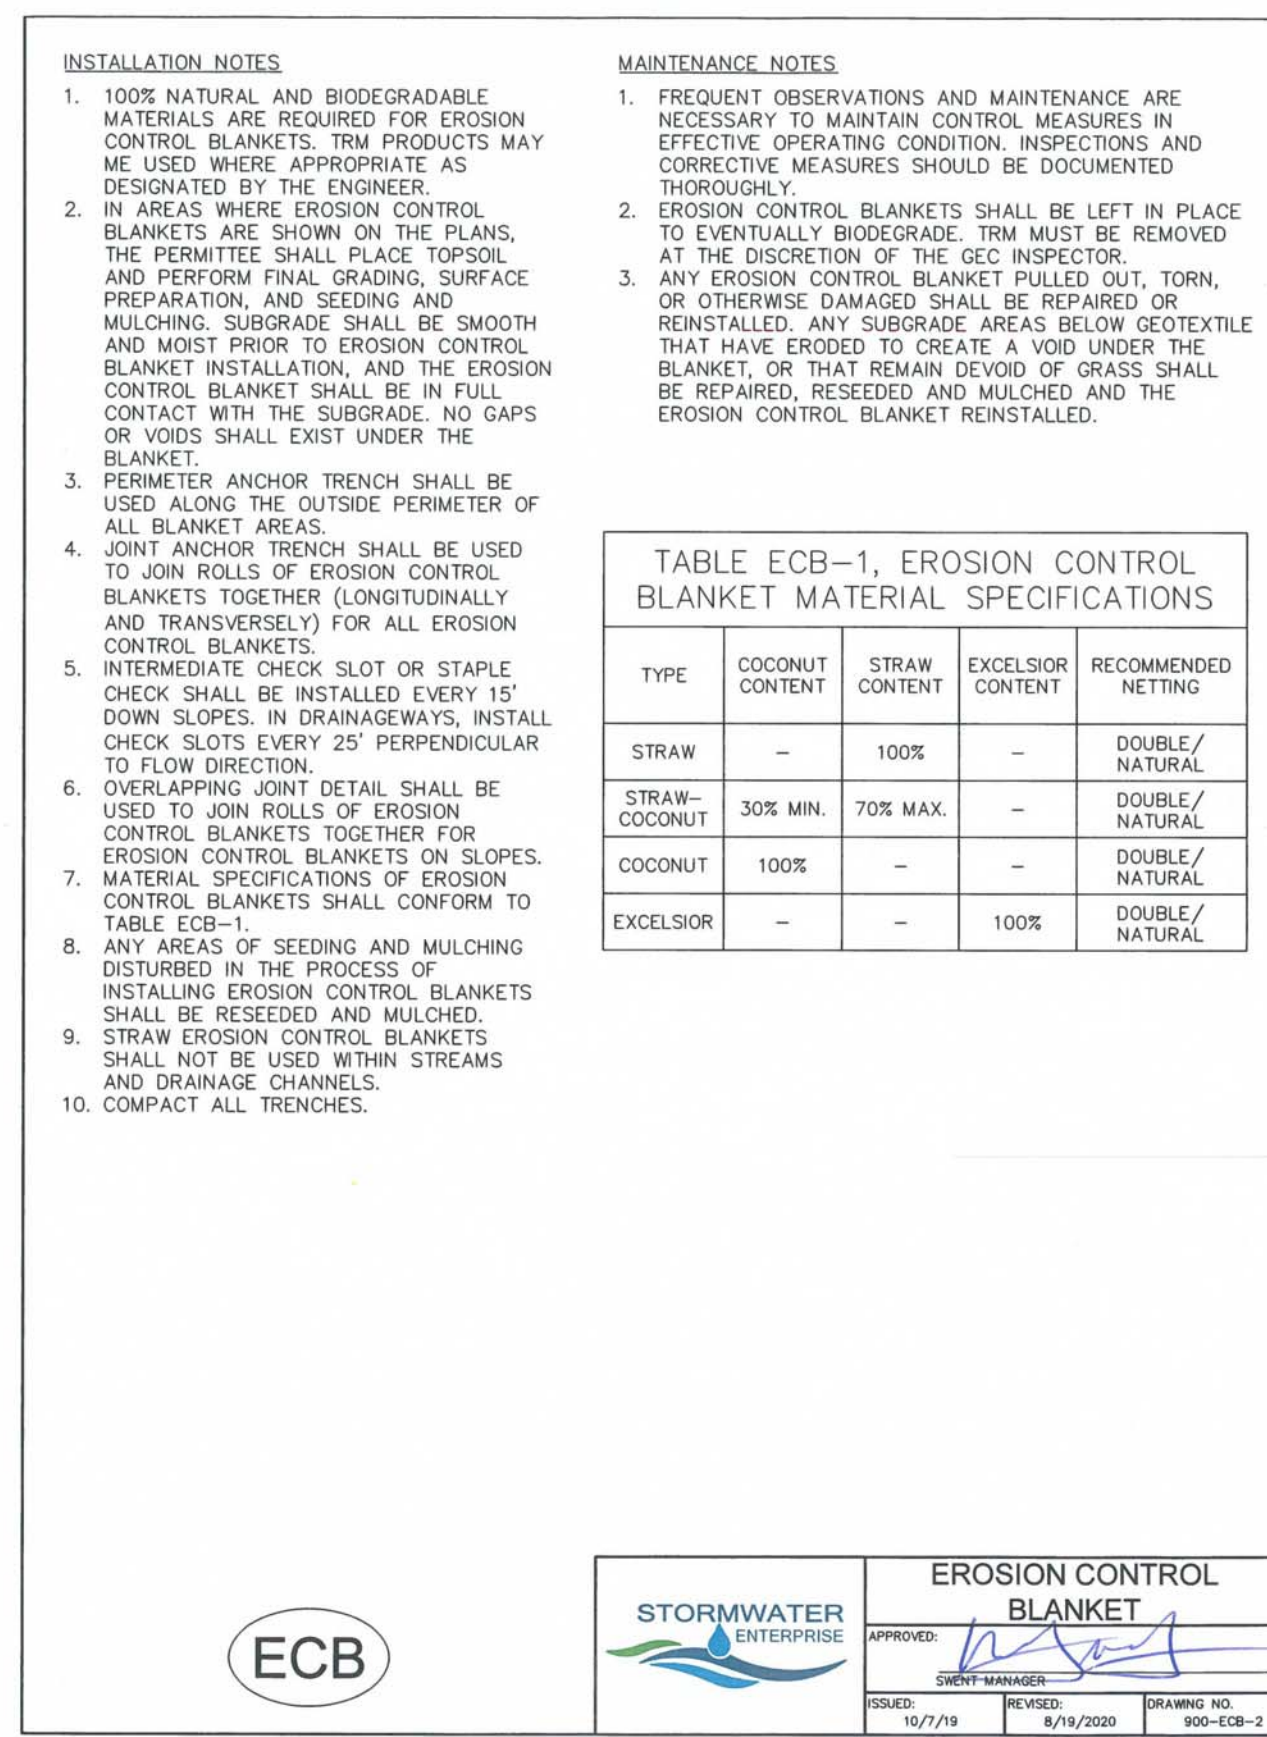 INSTALLATION NOTES
1. 100% NATURAL AND BIODEGRADABLE
MATERIALS ARE REQUIRED FOR EROSION
CONTROL BLANKETS. TRM PRODUCTS MAY
ME USED WHERE APPROPRIATE AS
DESIGNATED BY THE ENGINEER.
2. IN AREAS WHERE EROSION CONTROL
BLANKETS ARE SHOWN ON THE PLANS,
THE PERMITTEE SHALL PLACE TOPSOIL
AND PERFORM FINAL GRADING, SURFACE
PREPARATION, AND SEEDING AND
MULCHING. SUBGRADE SHALL BE SMOOTH
AND MOIST PRIOR TO EROSION CONTROL
BLANKET INSTALLATION, AND THE EROSION
CONTROL BLANKET SHALL BE IN FULL
CONTACT WITH THE SUBGRADE. NO GAPS
OR VOIDS SHALL EXIST UNDER THE
BLANKET.
3. PERIMETER ANCHOR TRENCH SHALL BE
USED ALONG THE OUTSIDE PERIMETER OF
ALL BLANKET AREAS.
4. JOINT ANCHOR TRENCH SHALL BE USED
TO JOIN ROLLS OF EROSION CONTROL
BLANKETS TOGETHER (LONGITUDINALLY
AND TRANSVERSELY) FOR ALL EROSION
CONTROL BLANKETS.
5. INTERMEDIATE CHECK SLOT OR STAPLE
CHECK SHALL BE INSTALLED EVERY 15'
DOWN SLOPES. IN DRAINAGEWAYS, INSTALL
CHECK SLOTS EVERY 25' PERPENDICULAR
TO FLOW DIRECTION.
6. OVERLAPPING JOINT DETAIL SHALL BE
USED TO JOIN ROLLS OF EROSION
CONTROL BLANKETS TOGETHER FOR
EROSION CONTROL BLANKETS ON SLOPES.
7. MATERIAL SPECIFICATIONS OF EROSION
CONTROL BLANKETS SHALL CONFORM TO
TABLE ECB-1.
8. ANY AREAS OF SEEDING AND MULCHING
DISTURBED IN THE PROCESS OF
INSTALLING EROSION CONTROL BLANKETS
SHALL BE RESEEDED AND MULCHED.
9. STRAW EROSION CONTROL BLANKETS
SHALL NOT BE USED WITHIN STREAMS
AND DRAINAGE CHANNELS.
10. COMPACT ALL TRENCHES.
MAINTENANCE NOTES
1. FREQUENT OBSERVATIONS AND MAINTENANCE ARE
NECESSARY TO MAINTAIN CONTROL MEASURES IN
EFFECTIVE OPERATING CONDITION. INSPECTIONS AND
CORRECTIVE MEASURES SHOULD BE DOCUMENTED
THOROUGHLY.
2. EROSION CONTROL BLANKETS SHALL BE LEFT IN PLACE
TO EVENTUALLY BIODEGRADE. TRM MUST BE REMOVED
AT THE DISCRETION OF THE GEC INSPECTOR.
3. ANY EROSION CONTROL BLANKET PULLED OUT, TORN,
OR OTHERWISE DAMAGED SHALL BE REPAIRED OR
REINSTALLED. ANY SUBGRADE AREAS BELOW GEOTEXTILE
THAT HAVE ERODED TO CREATE A VOID UNDER THE
BLANKET, OR THAT REMAIN DEVOID OF GRASS SHALL
BE REPAIRED, RESEEDED AND MULCHED AND THE
EROSION CONTROL BLANKET REINSTALLED.
TABLE ECB-1, EROSION CONTROL
BLANKET MATERIAL SPECIFICATIONS
TYPE COCONUT CONTENT STRAW CONTENT EXCELSIOR CONTENT RECOMMENDED NETTING
STRAW - 100% - DOUBLE/ NATURAL
STRAW-COCONUT 30% MIN. 70% MAX. - DOUBLE/ NATURAL
COCONUT 100% - - DOUBLE/ NATURAL
EXCELSIOR - - 100% DOUBLE/ NATURAL
ECB
STORMWATER
ENTERPRISE
EROSION CONTROL
BLANKET
APPROVED:
SWENT MANAGER
ISSUED: REVISED: DRAWING NO.
10/7/19 8/19/2020 900-ECB-2